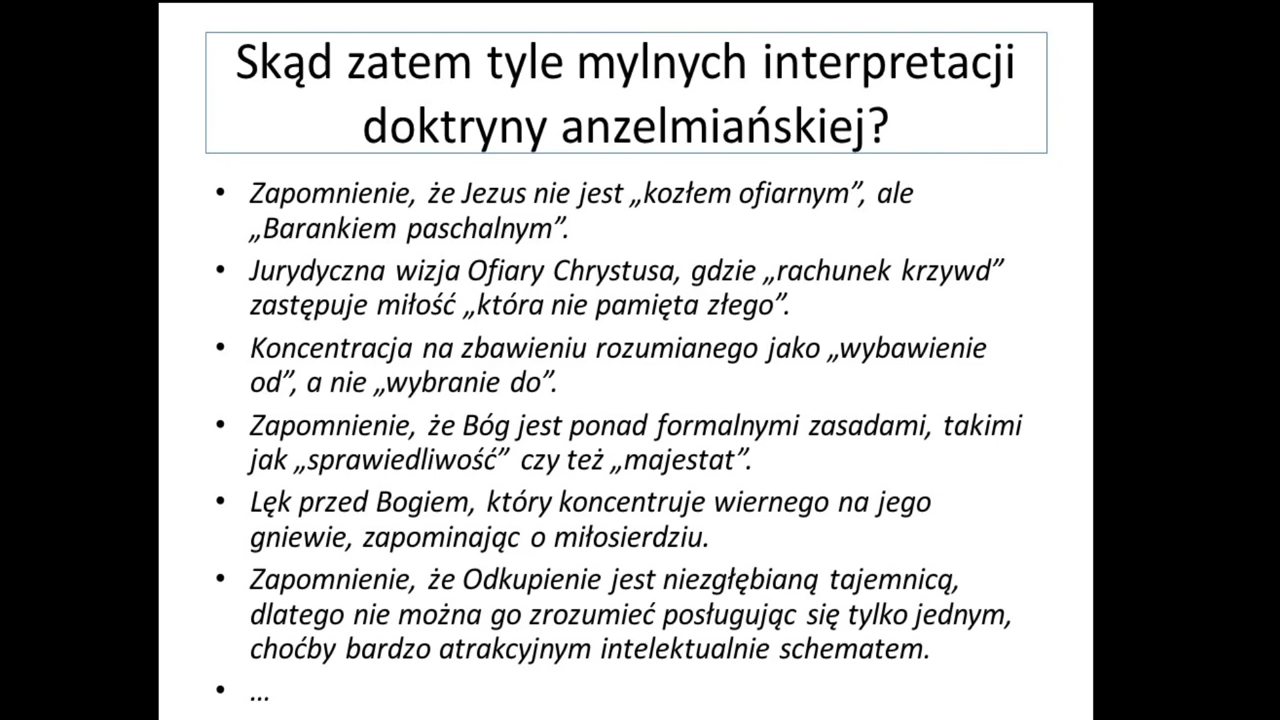 Skąd zatem tyle mylnych interpretacji
doktryny anzelmiańskiej?
• Zapomnienie, że Jezus nie jest „kozłem ofiarnym”, ale
„Barankiem paschalnym”.
• Jurydyczna wizja Ofiary Chrystusa, gdzie „rachunek krzywd”
zastępuje miłość „która nie pamięta złego”.
• Koncentracja na zbawieniu rozumianego jako „wybawienie
od”, a nie „wybranie do”.
• Zapomnienie, że Bóg jest ponad formalnymi zasadami, takimi
jak „sprawiedliwość” czy też „majestat”.
• Lęk przed Bogiem, który koncentruje wiernego na jego
gniewie, zapominając o miłosierdziu.
• Zapomnienie, że Odkupienie jest niezgłębianą tajemnicą,
dlatego nie można go zrozumieć posługując się tylko jednym,
choćby bardzo atrakcyjnym intelektualnie schematem.
• …